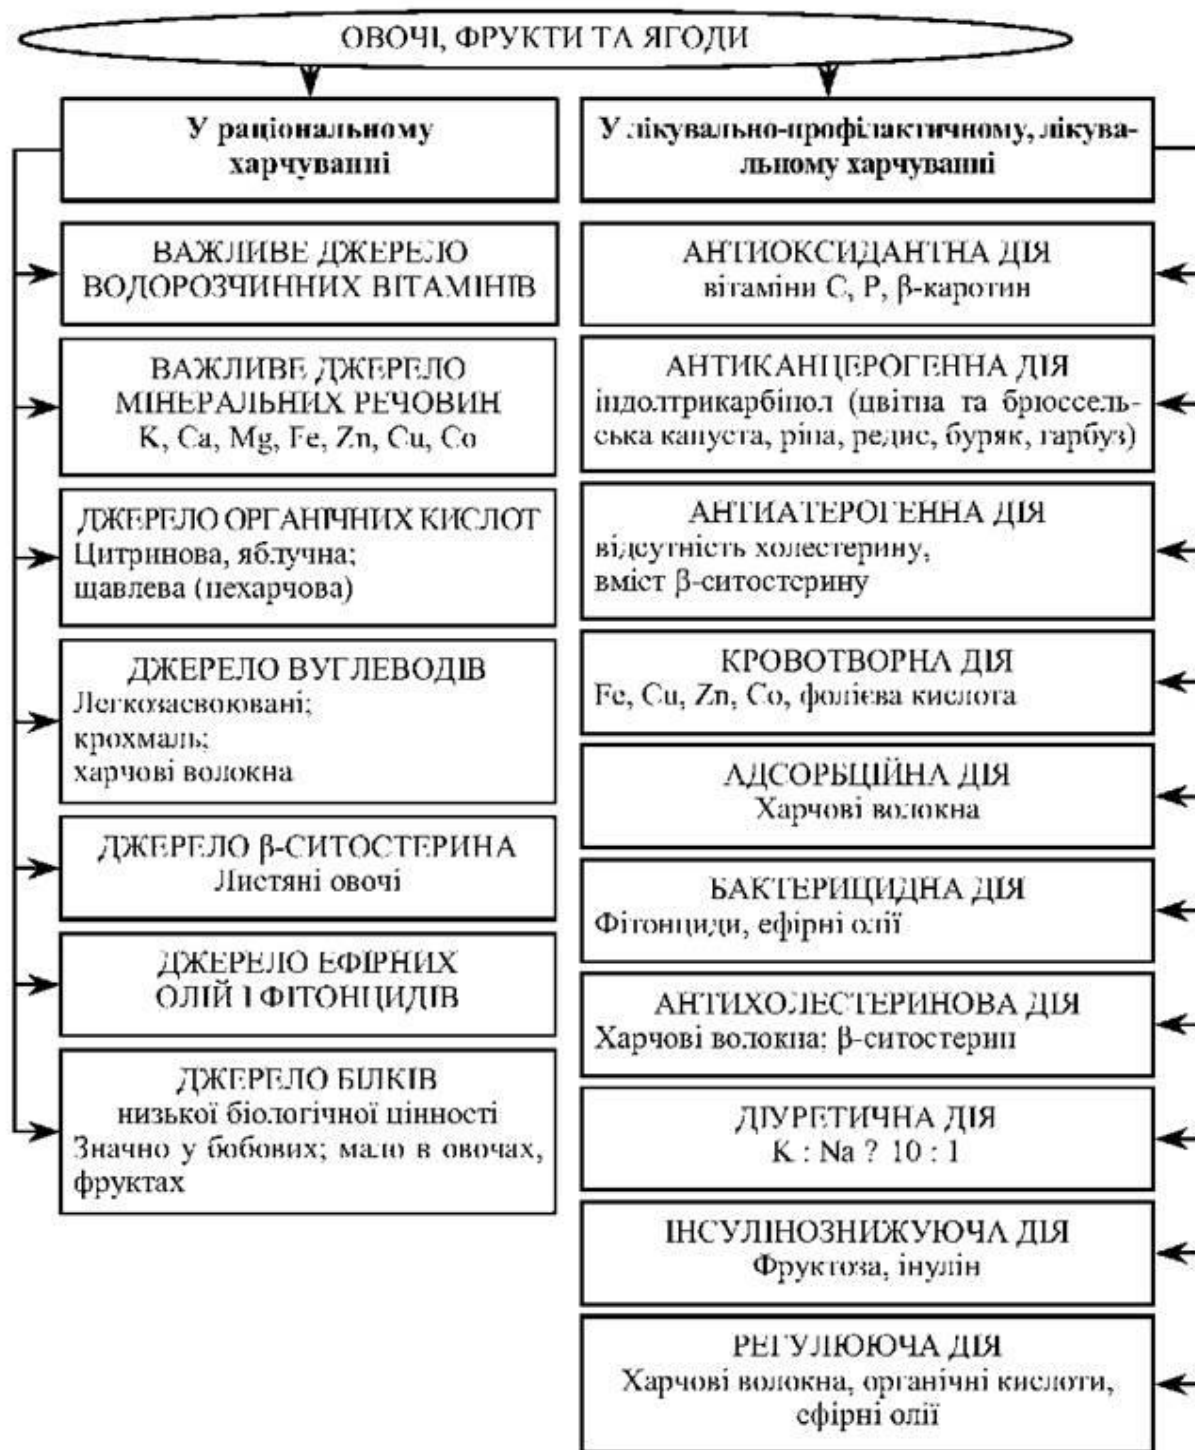 ОВОЧІ, ФРУКТИ ТА ЯГОДИ
У раціональному
харчуванні
ВАЖЛИВЕ ДЖЕРЕЛО
ВОДОРОЗЧИННИХ ВІТАМІНІВ
ВАЖЛИВЕ ДЖЕРЕЛО
МІНЕРАЛЬНИХ РЕЧОВИН
K, Ca, Mg, Fe, Zn, Cu, Co
ДЖЕРЕЛО ОРГАНІЧНИХ КИСЛОТ
Цитринова, яблучна;
щавлева (нехарчова)
ДЖЕРЕЛО ВУГЛЕВОДІВ
Легкозасвоювані;
крохмаль;
харчові волокна
ДЖЕРЕЛО β-СИТОСТЕРИНА
Листяні овочі
ДЖЕРЕЛО ЕФІРНИХ
ОЛІЙ І ФІТОНЦИДІВ
ДЖЕРЕЛО БІЛКІВ
низької біологічної цінності
Значно у бобових; мало в овочах,
фруктах
У лікувально-профілактичному, лікува-
льному харчуванні
АНТИОКСИДАНТНА ДІЯ
вітаміни С, Р, β-каротин
АНТИКАНЦЕРОГЕННА ДІЯ
індолтрикарбінол (цвітна та брюссель-
ська капуста, ріпа, редис, буряк, гарбуз)
АНТИАТЕРОГЕННА ДІЯ
відсутність холестерину,
вміст β-ситостерину
КРОВОТВОРНА ДІЯ
Fe, Cu, Zn, Co, фолієва кислота
АДСОРБЦІЙНА ДІЯ
Харчові волокна
БАКТЕРИЦИДНА ДІЯ
Фітонциди, ефірні олії
АНТИХОЛЕСТЕРИНОВА ДІЯ
Харчові волокна; β-ситостерин
ДІУРЕТИЧНА ДІЯ
K : Na ? 10 : 1
ІНСУЛІНОЗНИЖУЮЧА ДІЯ
Фруктоза, інулін
РЕГУЛЮЮЧА ДІЯ
Харчові волокна, органічні кислоти,
ефірні олії